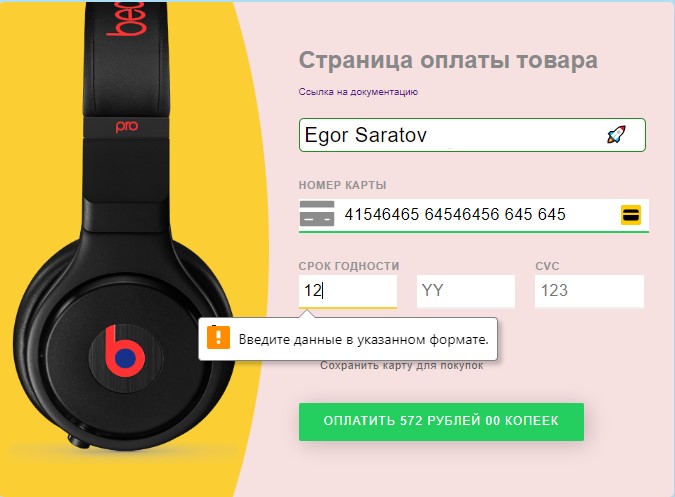 beats
pro
b
Страница оплаты товара
Ссылка на документацию
Egor Saratov
НОМЕР КАРТЫ
41546465 64546456 645 645
СРОК ГОДНОСТИ
CVC
12
YY
123
Введите данные в указанном формате.
Сохранить карту для покупок
ОПЛАТИТЬ 572 РУБЛЕЙ 00 КОПЕЕК